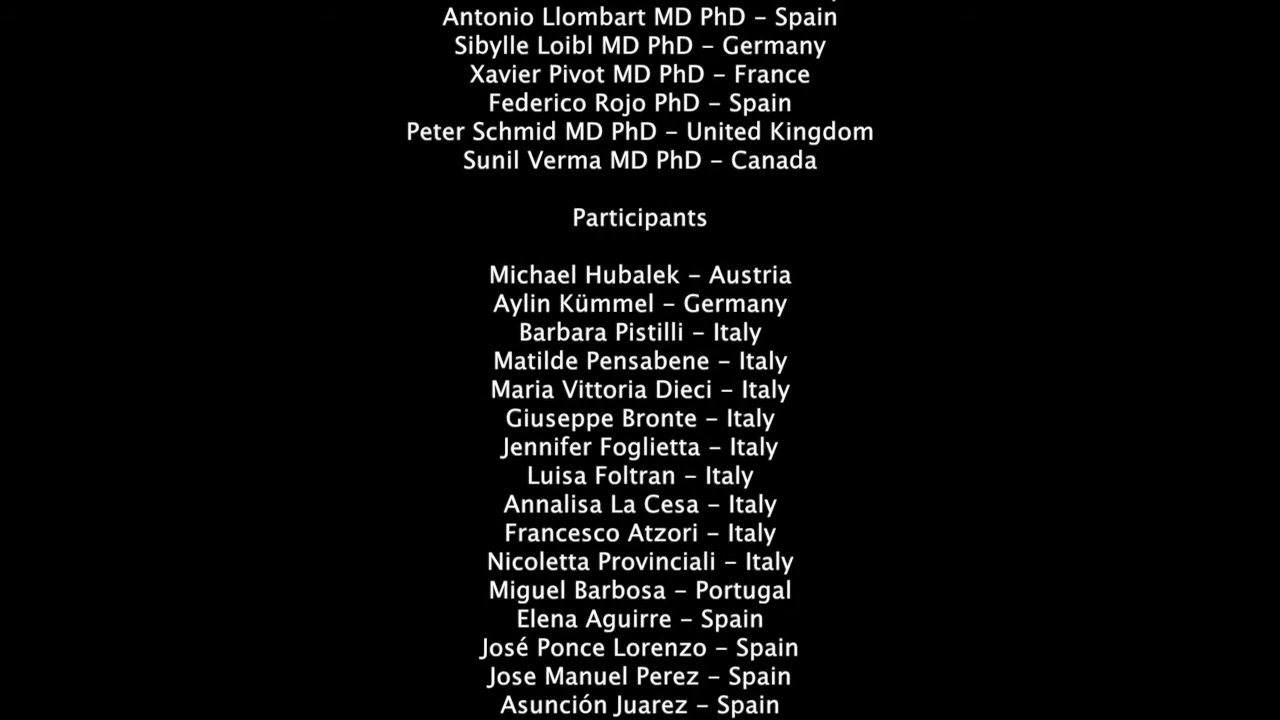 Antonio Llombart MD PhD – Spain
Sibylle Loibl MD PhD – Germany
Xavier Pivot MD PhD – France
Federico Rojo PhD – Spain
Peter Schmid MD PhD – United Kingdom
Sunil Verma MD PhD – Canada
Participants
Michael Hubalek – Austria
Aylin Kümmel – Germany
Barbara Pistilli – Italy
Matilde Pensabene – Italy
Maria Vittoria Dieci – Italy
Giuseppe Bronte – Italy
Jennifer Foglietta – Italy
Luisa Foltran – Italy
Annalisa La Cesa – Italy
Francesco Atzori – Italy
Nicoletta Provinciali – Italy
Miguel Barbosa – Portugal
Elena Aguirre – Spain
José Ponce Lorenzo – Spain
Jose Manuel Perez – Spain
Asunción Juarez – Spain